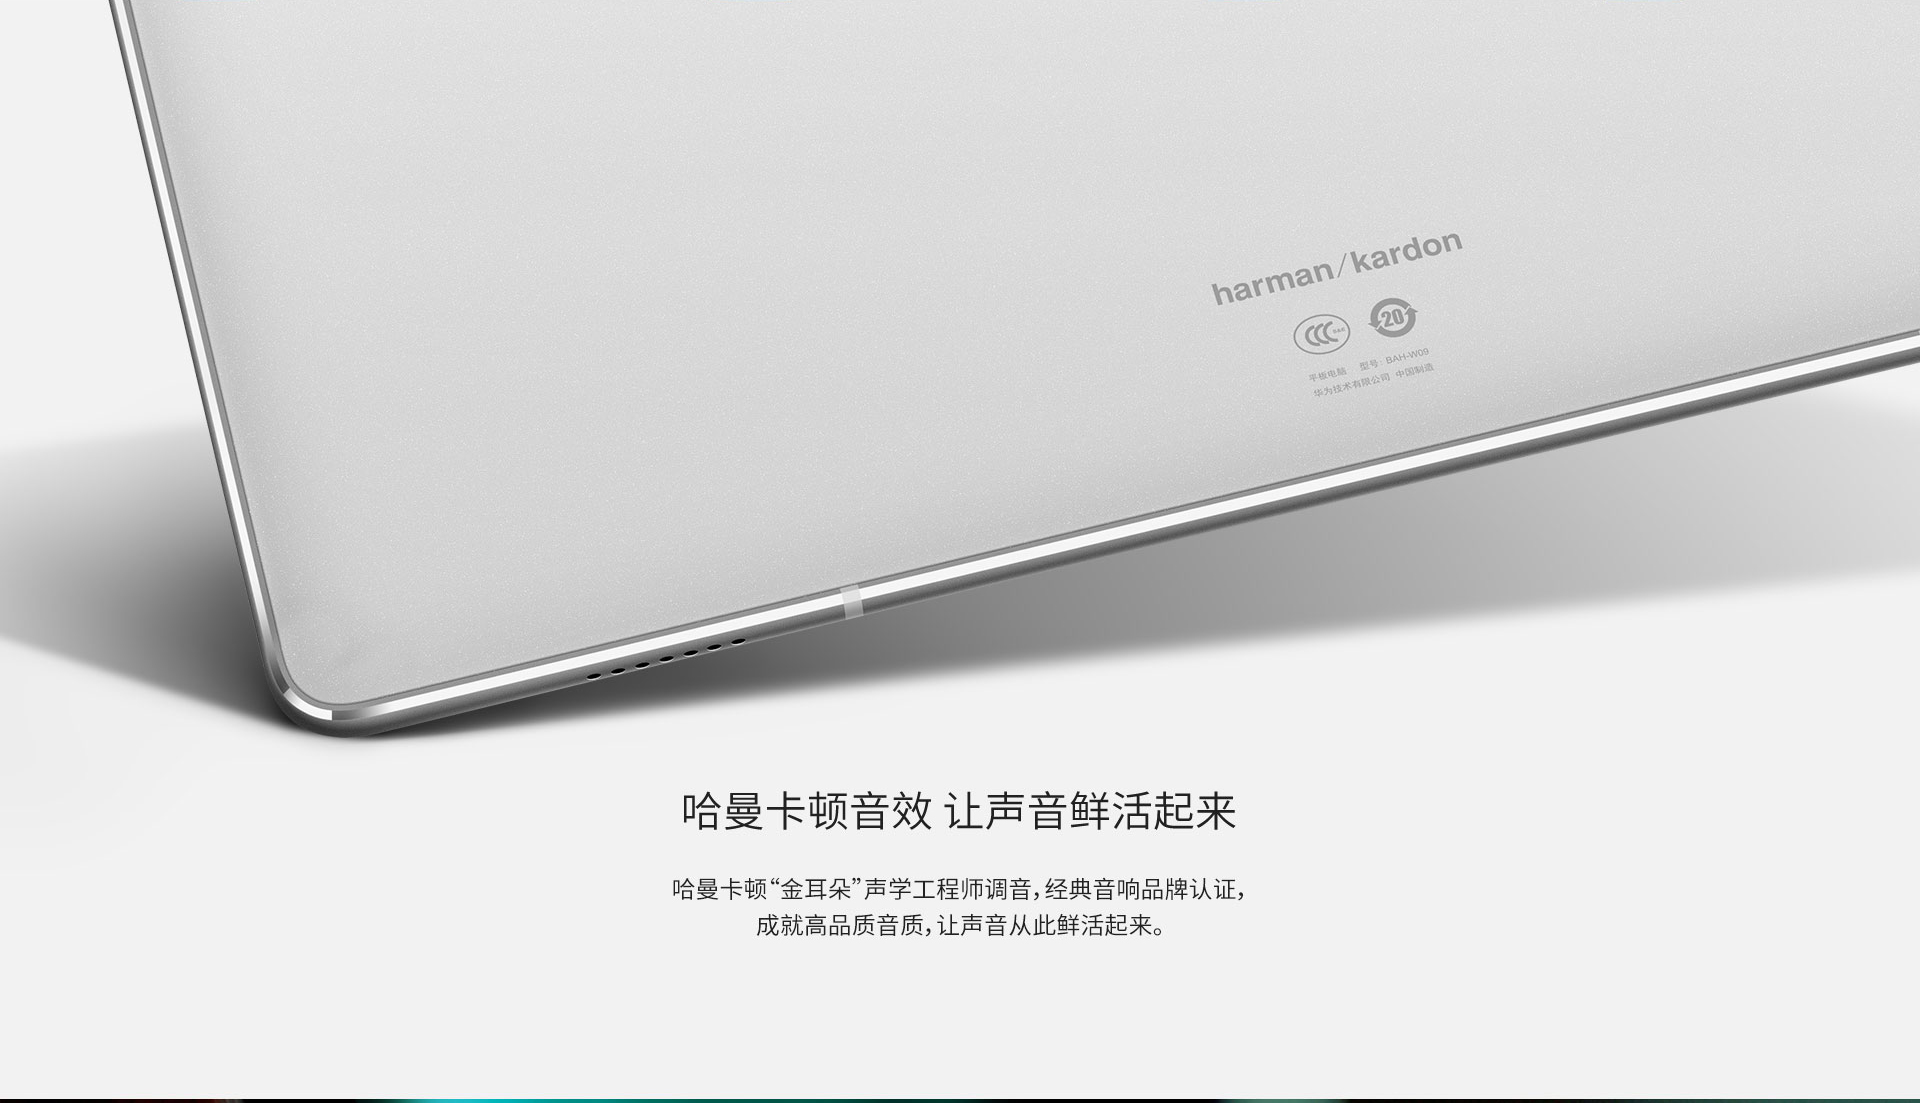 harman/kardon
CCC
20
平板电脑 型号: BAH-W09
华为技术有限公司 中国制造
哈曼卡顿音效 让声音鲜活起来
哈曼卡顿“金耳朵”声学工程师调音，经典音响品牌认证，
成就高品质音质，让声音从此鲜活起来。